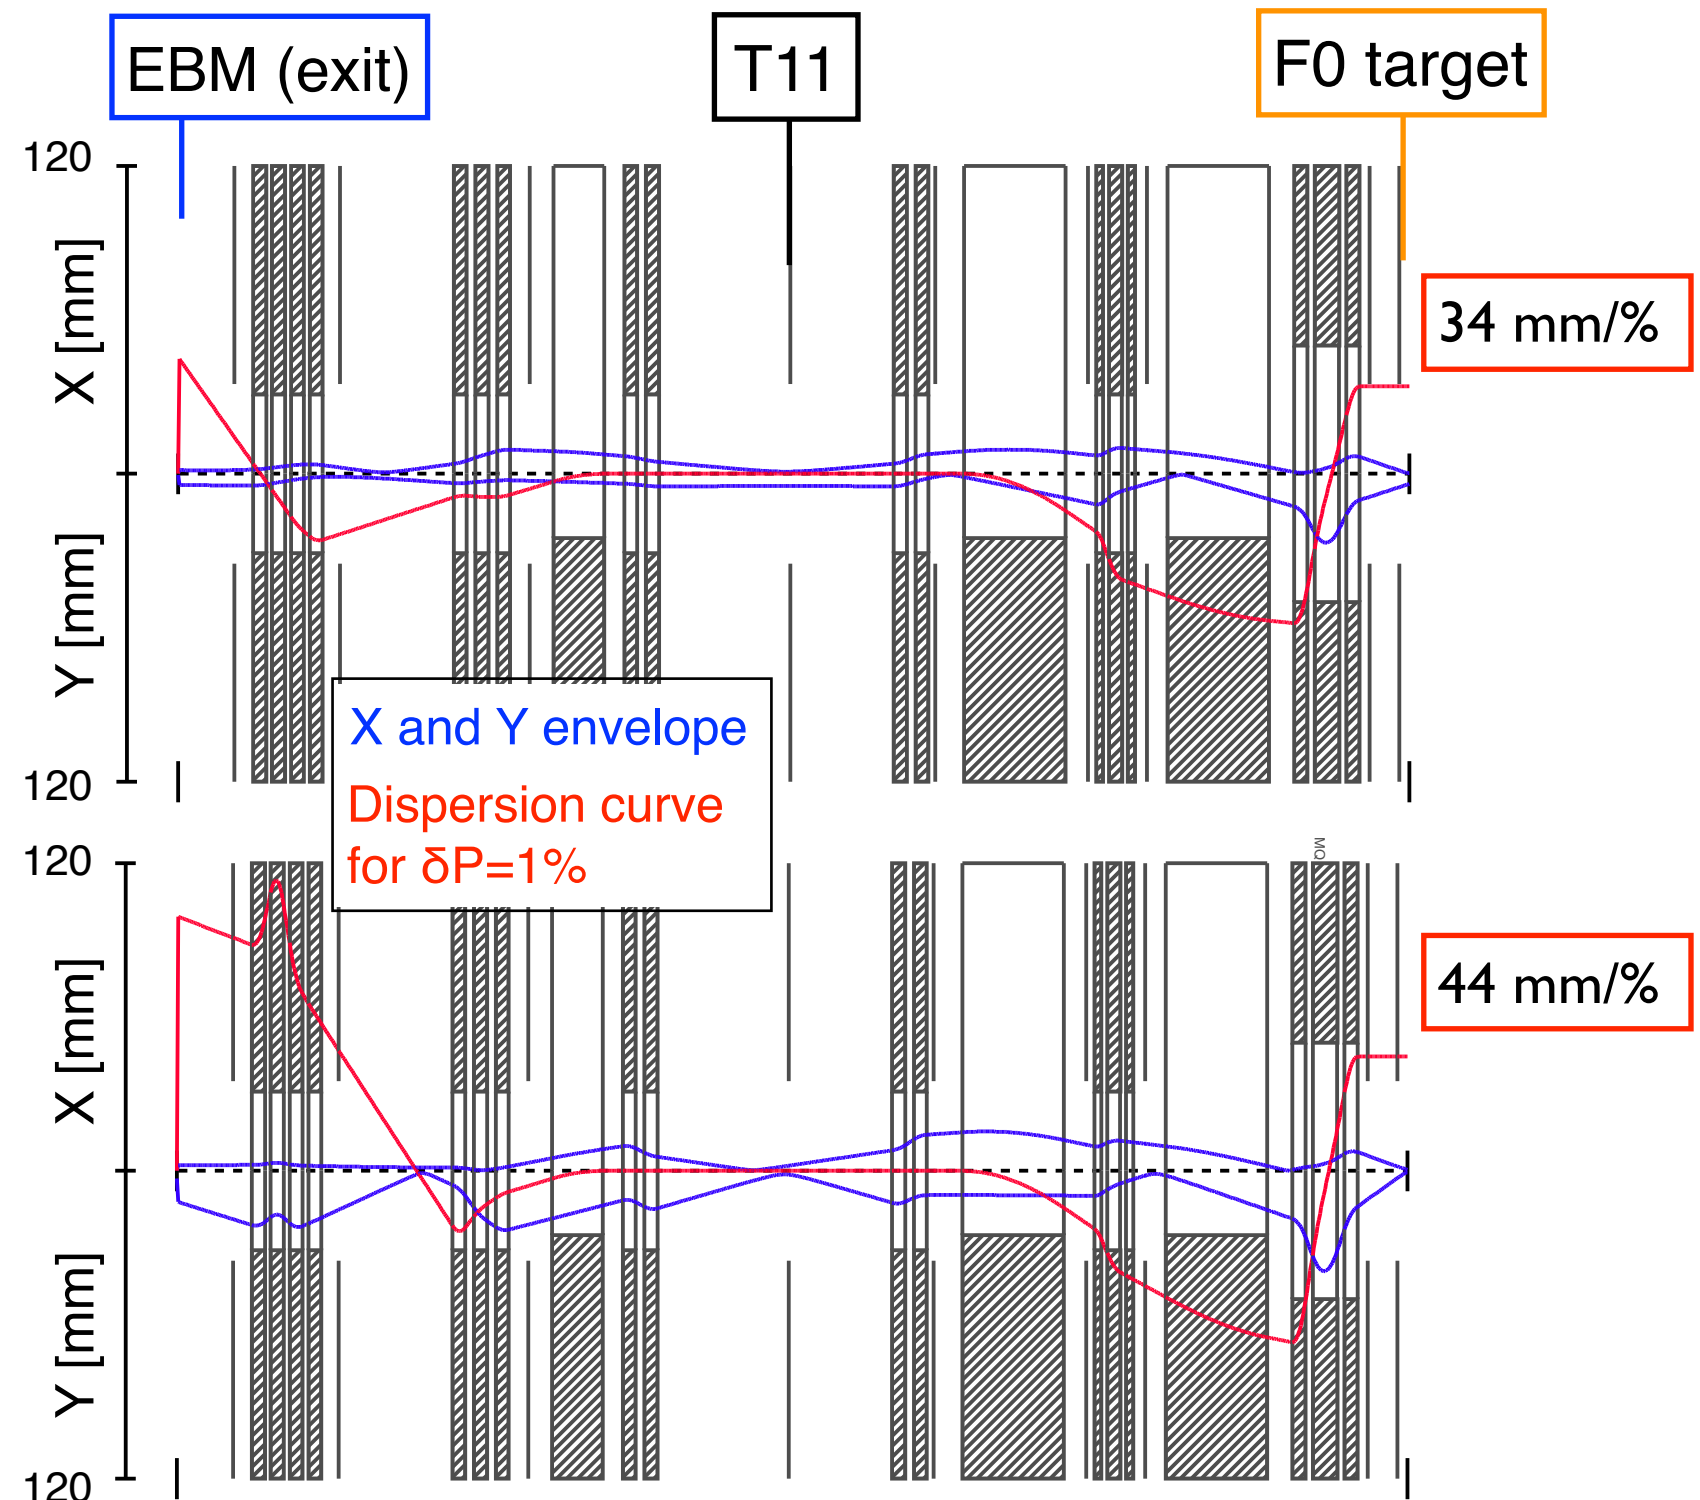 EBM (exit)
T11
F0 target
120
X [mm]
34 mm/%
Y [mm]
120
X and Y envelope
Dispersion curve
for δP=1%
MQ
120
X [mm]
44 mm/%
Y [mm]
120